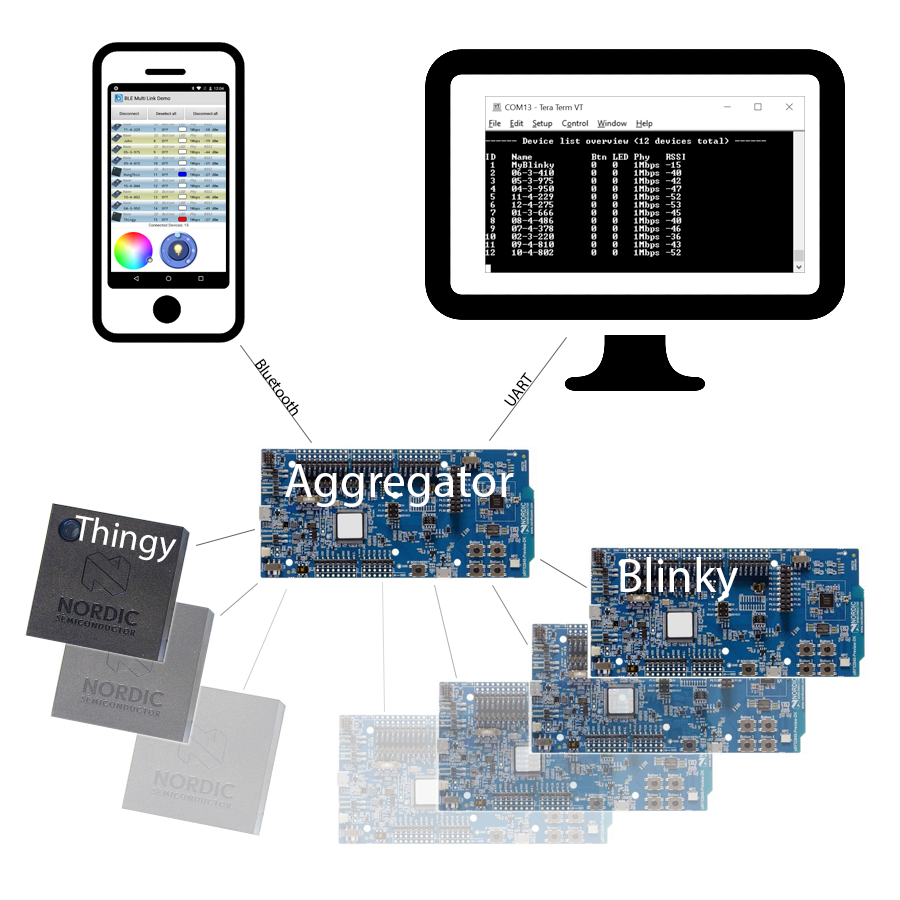 12:04
BLE Multi Link Demo
Disconnect Deselect all Disconnect all
Connected Devices: 13
COM13 - Tera Term VT
File Edit Setup Control Window Help
------ Device list overview (12 devices total) ------
ID Name Btn LED Phy RSSI
1 MyBlinky 0 0 1Mbps -15
2 06-3-410 0 0 1Mbps -40
3 05-3-975 0 0 1Mbps -42
4 04-3-950 0 0 1Mbps -47
5 11-4-229 0 0 1Mbps -52
6 12-4-275 0 0 1Mbps -53
7 01-3-666 0 0 1Mbps -45
8 08-4-486 0 0 1Mbps -40
9 07-4-378 0 0 1Mbps -46
10 02-3-220 0 0 1Mbps -36
11 09-4-810 0 0 1Mbps -43
12 10-4-802 0 0 1Mbps -52
Bluetooth
UART
Aggregator
NORDIC
Thingy
NORDIC
SEMICONDUCTOR
Blinky
NORDIC
NORDIC
SEMICONDUCTOR
NORDIC
SEMICONDUCTOR